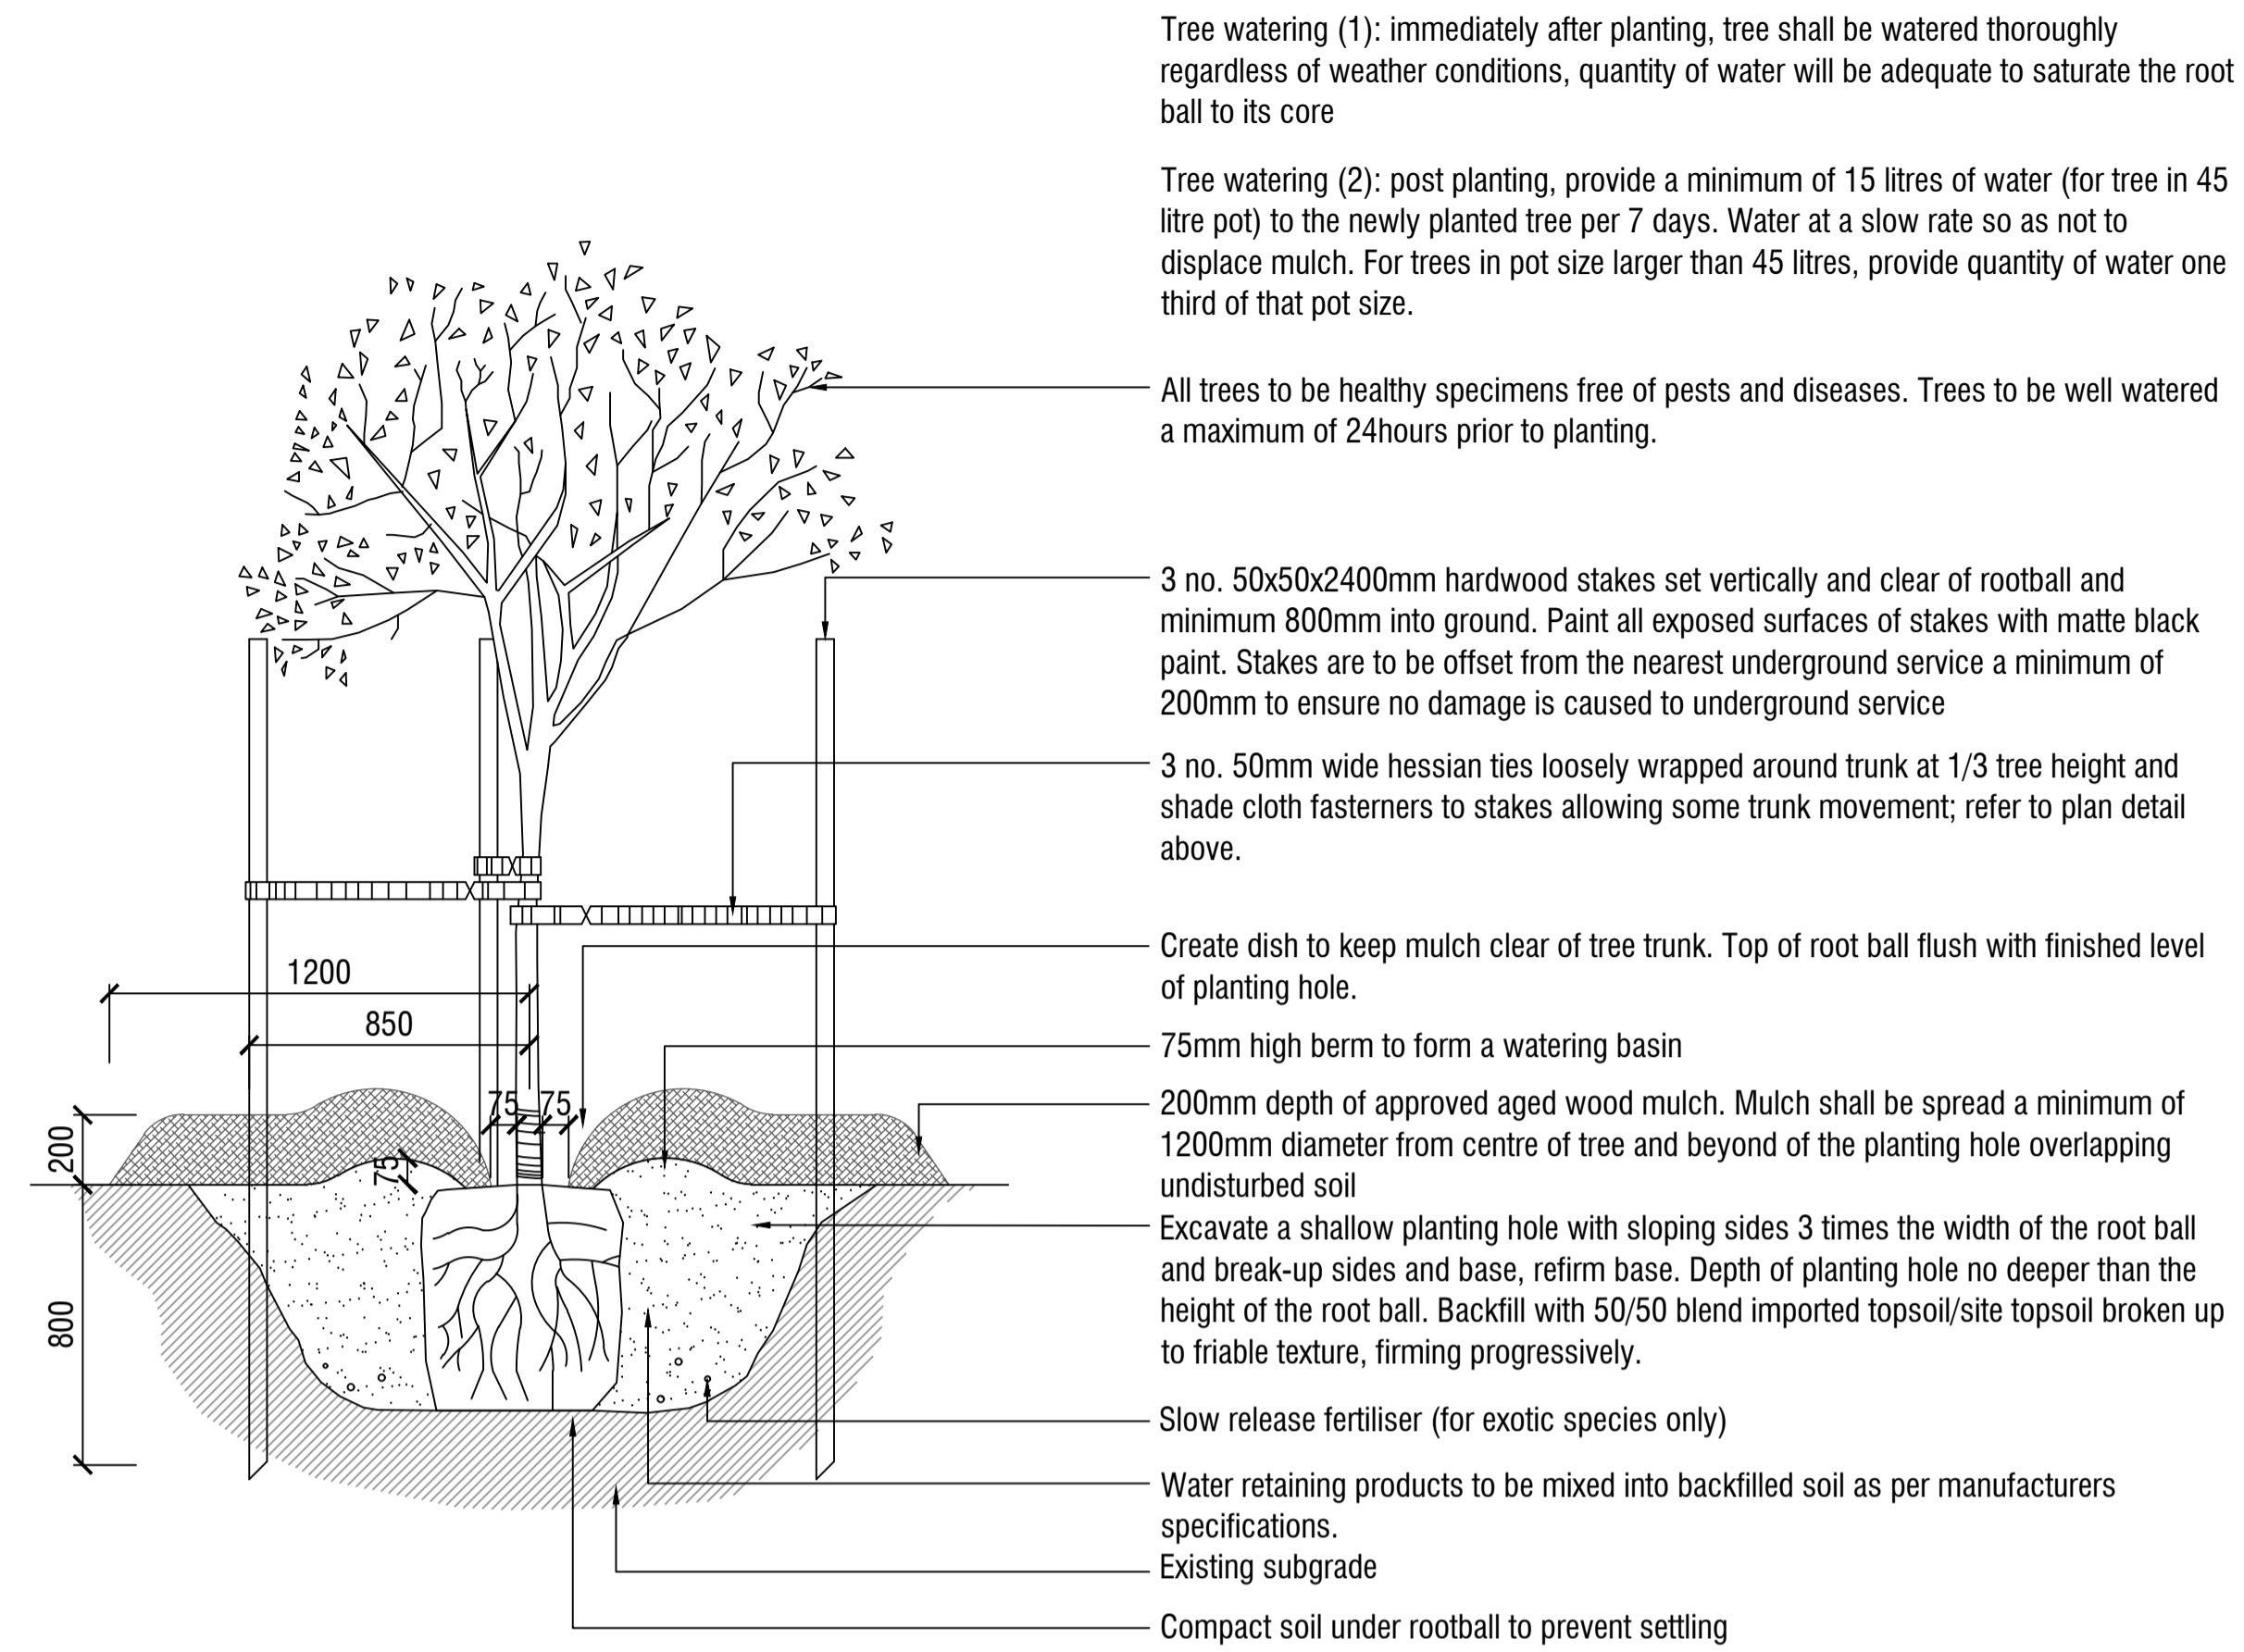 Tree watering (1): immediately after planting, tree shall be watered thoroughly
regardless of weather conditions, quantity of water will be adequate to saturate the root
ball to its core
Tree watering (2): post planting, provide a minimum of 15 litres of water (for tree in 45
litre pot) to the newly planted tree per 7 days. Water at a slow rate so as not to
displace mulch. For trees in pot size larger than 45 litres, provide quantity of water one
third of that pot size.
All trees to be healthy specimens free of pests and diseases. Trees to be well watered
a maximum of 24hours prior to planting.
3 no. 50x50x2400mm hardwood stakes set vertically and clear of rootball and
minimum 800mm into ground. Paint all exposed surfaces of stakes with matte black
paint. Stakes are to be offset from the nearest underground service a minimum of
200mm to ensure no damage is caused to underground service
3 no. 50mm wide hessian ties loosely wrapped around trunk at 1/3 tree height and
shade cloth fasterners to stakes allowing some trunk movement; refer to plan detail
above.
Create dish to keep mulch clear of tree trunk. Top of root ball flush with finished level
of planting hole.
1200
850
75mm high berm to form a watering basin
75 75
200mm depth of approved aged wood mulch. Mulch shall be spread a minimum of
1200mm diameter from centre of tree and beyond of the planting hole overlapping
undisturbed soil
200
75
Excavate a shallow planting hole with sloping sides 3 times the width of the root ball
and break-up sides and base, refirm base. Depth of planting hole no deeper than the
height of the root ball. Backfill with 50/50 blend imported topsoil/site topsoil broken up
to friable texture, firming progressively.
800
Slow release fertiliser (for exotic species only)
Water retaining products to be mixed into backfilled soil as per manufacturers
specifications.
Existing subgrade
Compact soil under rootball to prevent settling